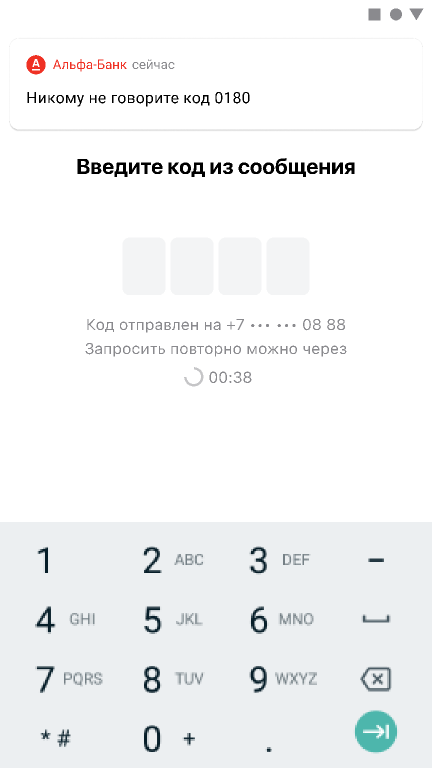 Альфа-Банк сейчас
Никому не говорите код 0180
Введите код из сообщения
Код отправлен на +7 ••• ••• 08 88
Запросить повторно можно через
00:38
1 2 ABC 3 DEF –
4 GHI 5 JKL 6 MNO
7 PQRS 8 TUV 9 WXYZ
* # 0 + .